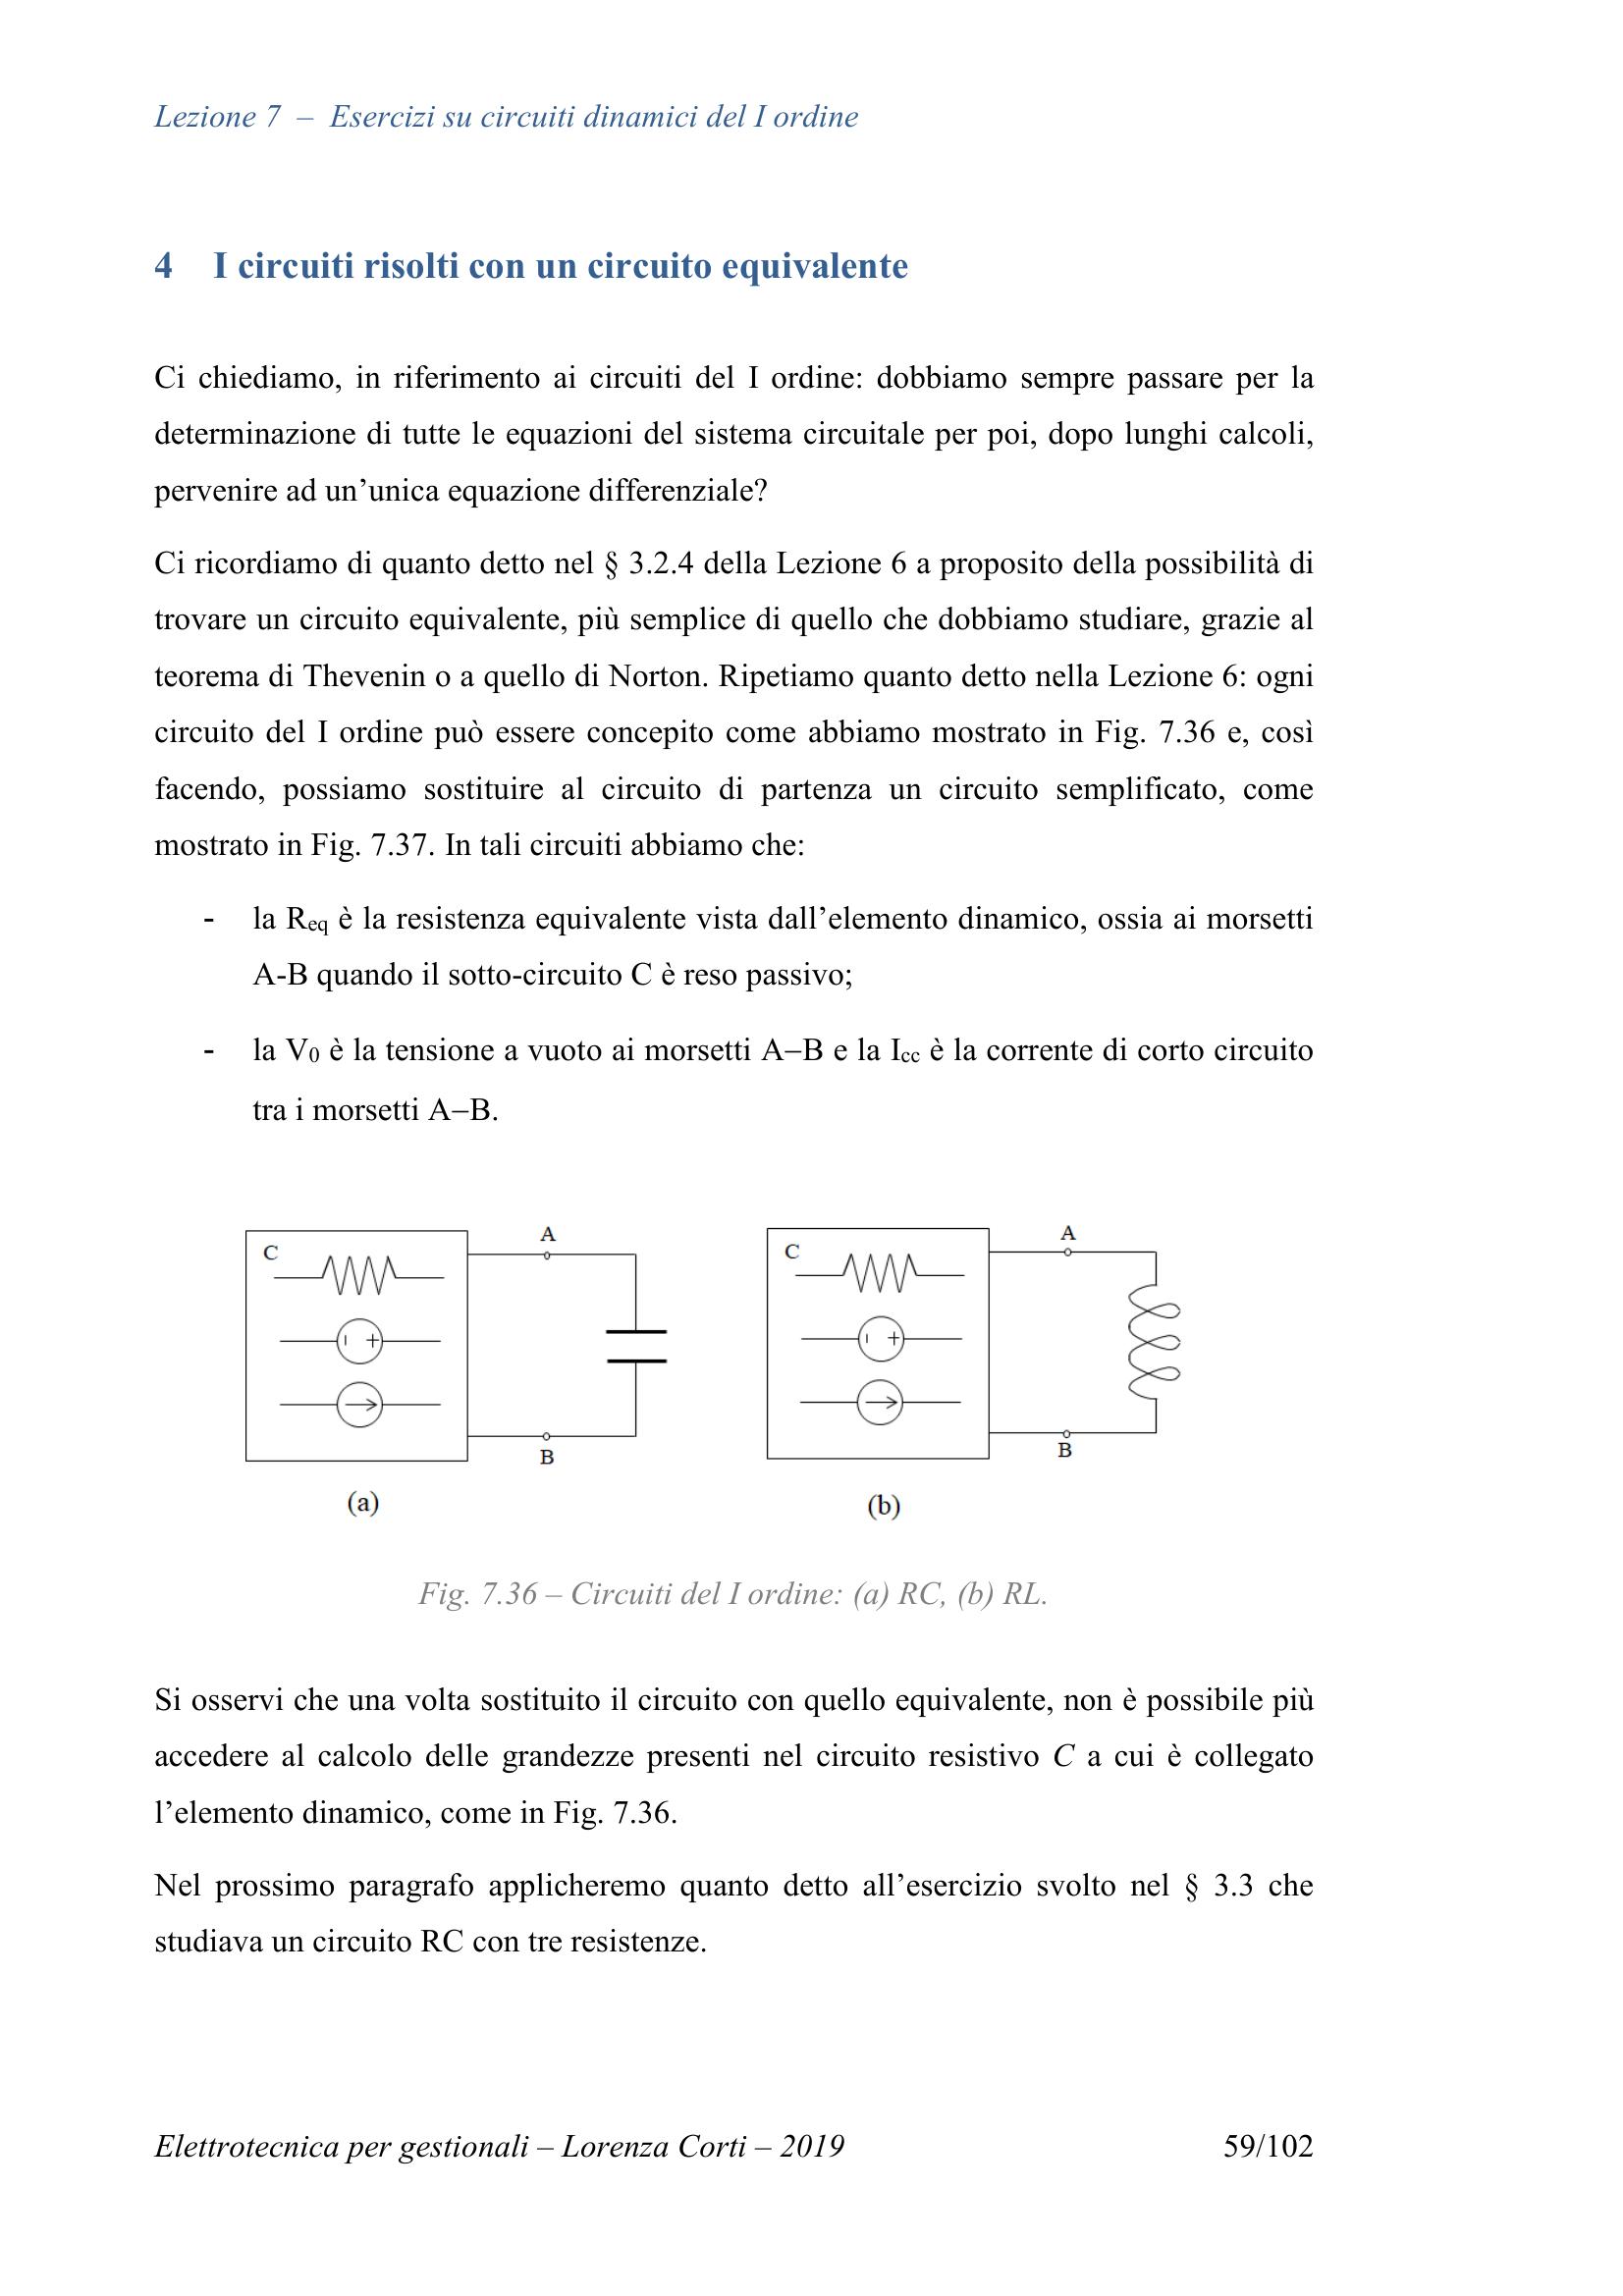 Lezione 7 – Esercizi su circuiti dinamici del I ordine
4 I circuiti risolti con un circuito equivalente
Ci chiediamo, in riferimento ai circuiti del I ordine: dobbiamo sempre passare per la
determinazione di tutte le equazioni del sistema circuitale per poi, dopo lunghi calcoli,
pervenire ad un’unica equazione differenziale?
Ci ricordiamo di quanto detto nel § 3.2.4 della Lezione 6 a proposito della possibilità di
trovare un circuito equivalente, più semplice di quello che dobbiamo studiare, grazie al
teorema di Thevenin o a quello di Norton. Ripetiamo quanto detto nella Lezione 6: ogni
circuito del I ordine può essere concepito come abbiamo mostrato in Fig. 7.36 e, così
facendo, possiamo sostituire al circuito di partenza un circuito semplificato, come
mostrato in Fig. 7.37. In tali circuiti abbiamo che:
- la Req è la resistenza equivalente vista dall’elemento dinamico, ossia ai morsetti
A-B quando il sotto-circuito C è reso passivo;
- la V0 è la tensione a vuoto ai morsetti A–B e la Icc è la corrente di corto circuito
tra i morsetti A–B.
C
A
B
(a)
C
A
B
(b)
Fig. 7.36 – Circuiti del I ordine: (a) RC, (b) RL.
Si osservi che una volta sostituito il circuito con quello equivalente, non è possibile più
accedere al calcolo delle grandezze presenti nel circuito resistivo C a cui è collegato
l’elemento dinamico, come in Fig. 7.36.
Nel prossimo paragrafo applicheremo quanto detto all’esercizio svolto nel § 3.3 che
studiava un circuito RC con tre resistenze.
Elettrotecnica per gestionali – Lorenza Corti – 2019 59/102